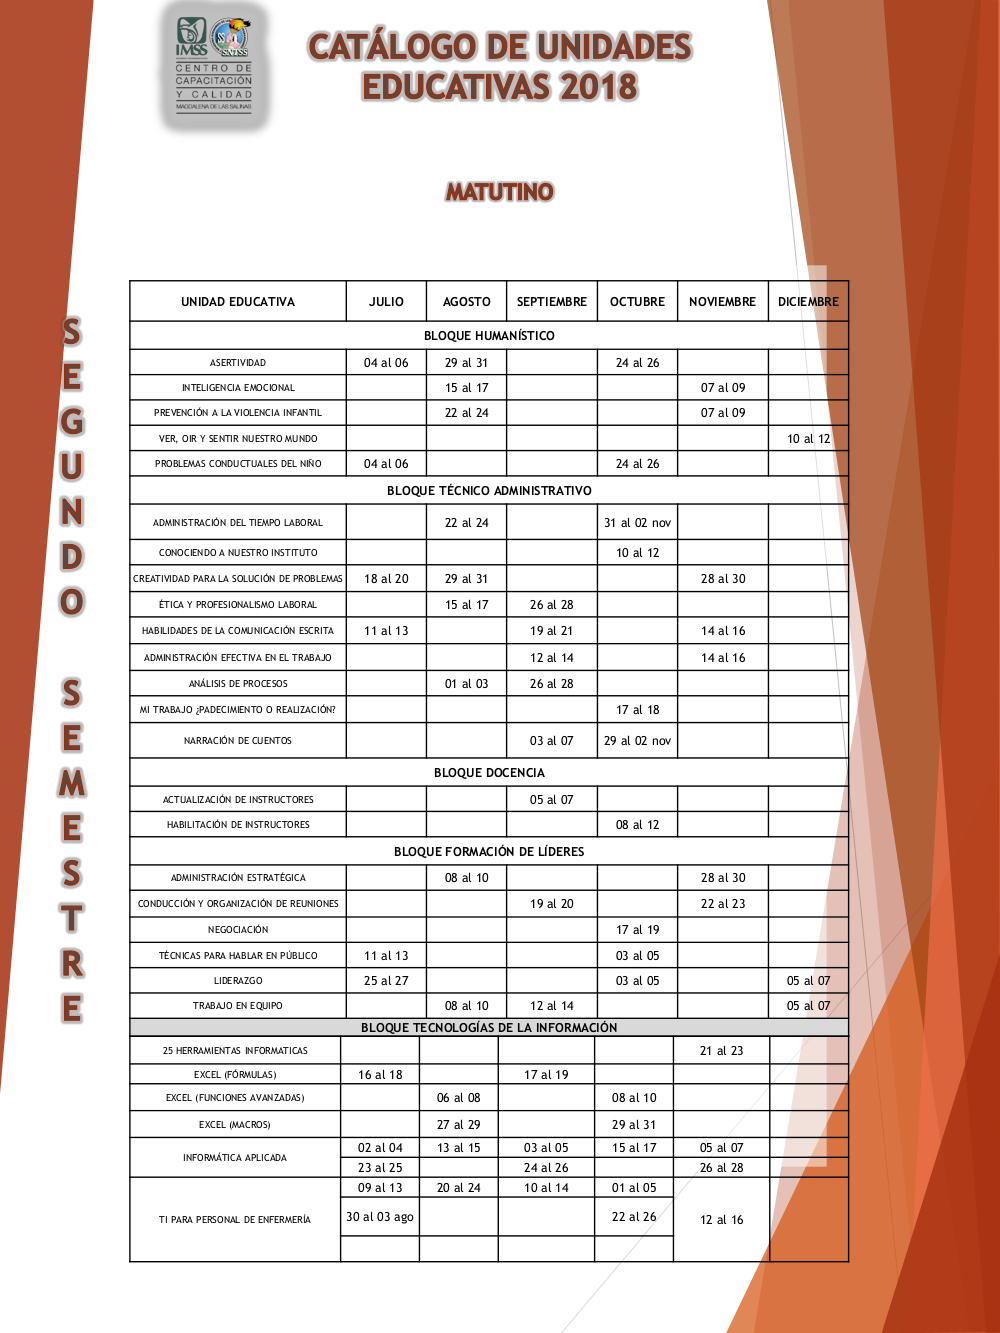 IMSS
SNTSS
CENTRO DE
CAPACITACIÓN
Y CALIDAD
MAGDALENA DE LAS SALINAS
CATÁLOGO DE UNIDADES
EDUCATIVAS 2018
MATUTINO
SEGUNDO SEMESTRE
UNIDAD EDUCATIVA JULIO AGOSTO SEPTIEMBRE OCTUBRE NOVIEMBRE DICIEMBRE
BLOQUE HUMANÍSTICO
ASERTIVIDAD 04 al 06 29 al 31 24 al 26
INTELIGENCIA EMOCIONAL 15 al 17 07 al 09
PREVENCIÓN A LA VIOLENCIA INFANTIL 22 al 24 07 al 09
VER, OIR Y SENTIR NUESTRO MUNDO 10 al 12
PROBLEMAS CONDUCTUALES DEL NIÑO 04 al 06 24 al 26
BLOQUE TÉCNICO ADMINISTRATIVO
ADMINISTRACIÓN DEL TIEMPO LABORAL 22 al 24 31 al 02 nov
CONOCIENDO A NUESTRO INSTITUTO 10 al 12
CREATIVIDAD PARA LA SOLUCIÓN DE PROBLEMAS 18 al 20 29 al 31 28 al 30
ÉTICA Y PROFESIONALISMO LABORAL 15 al 17 26 al 28
HABILIDADES DE LA COMUNICACIÓN ESCRITA 11 al 13 19 al 21 14 al 16
ADMINISTRACIÓN EFECTIVA EN EL TRABAJO 12 al 14 14 al 16
ANÁLISIS DE PROCESOS 01 al 03 26 al 28
MI TRABAJO ¿PADECIMIENTO O REALIZACIÓN? 17 al 18
NARRACIÓN DE CUENTOS 03 al 07 29 al 02 nov
BLOQUE DOCENCIA
ACTUALIZACIÓN DE INSTRUCTORES 05 al 07
HABILITACIÓN DE INSTRUCTORES 08 al 12
BLOQUE FORMACIÓN DE LÍDERES
ADMINISTRACIÓN ESTRATÉGICA 08 al 10 28 al 30
CONDUCCIÓN Y ORGANIZACIÓN DE REUNIONES 19 al 20 22 al 23
NEGOCIACIÓN 17 al 19
TÉCNICAS PARA HABLAR EN PÚBLICO 11 al 13 03 al 05
LIDERAZGO 25 al 27 03 al 05 05 al 07
TRABAJO EN EQUIPO 08 al 10 12 al 14 05 al 07
BLOQUE TECNOLOGÍAS DE LA INFORMACIÓN
25 HERRAMIENTAS INFORMATICAS 21 al 23
EXCEL (FÓRMULAS) 16 al 18 17 al 19
EXCEL (FUNCIONES AVANZADAS) 06 al 08 08 al 10
EXCEL (MACROS) 27 al 29 29 al 31
INFORMÁTICA APLICADA 02 al 04 13 al 15 03 al 05 15 al 17 05 al 07
23 al 25 24 al 26 26 al 28
TI PARA PERSONAL DE ENFERMERÍA 09 al 13 20 al 24 10 al 14 01 al 05 12 al 16
30 al 03 ago 22 al 26